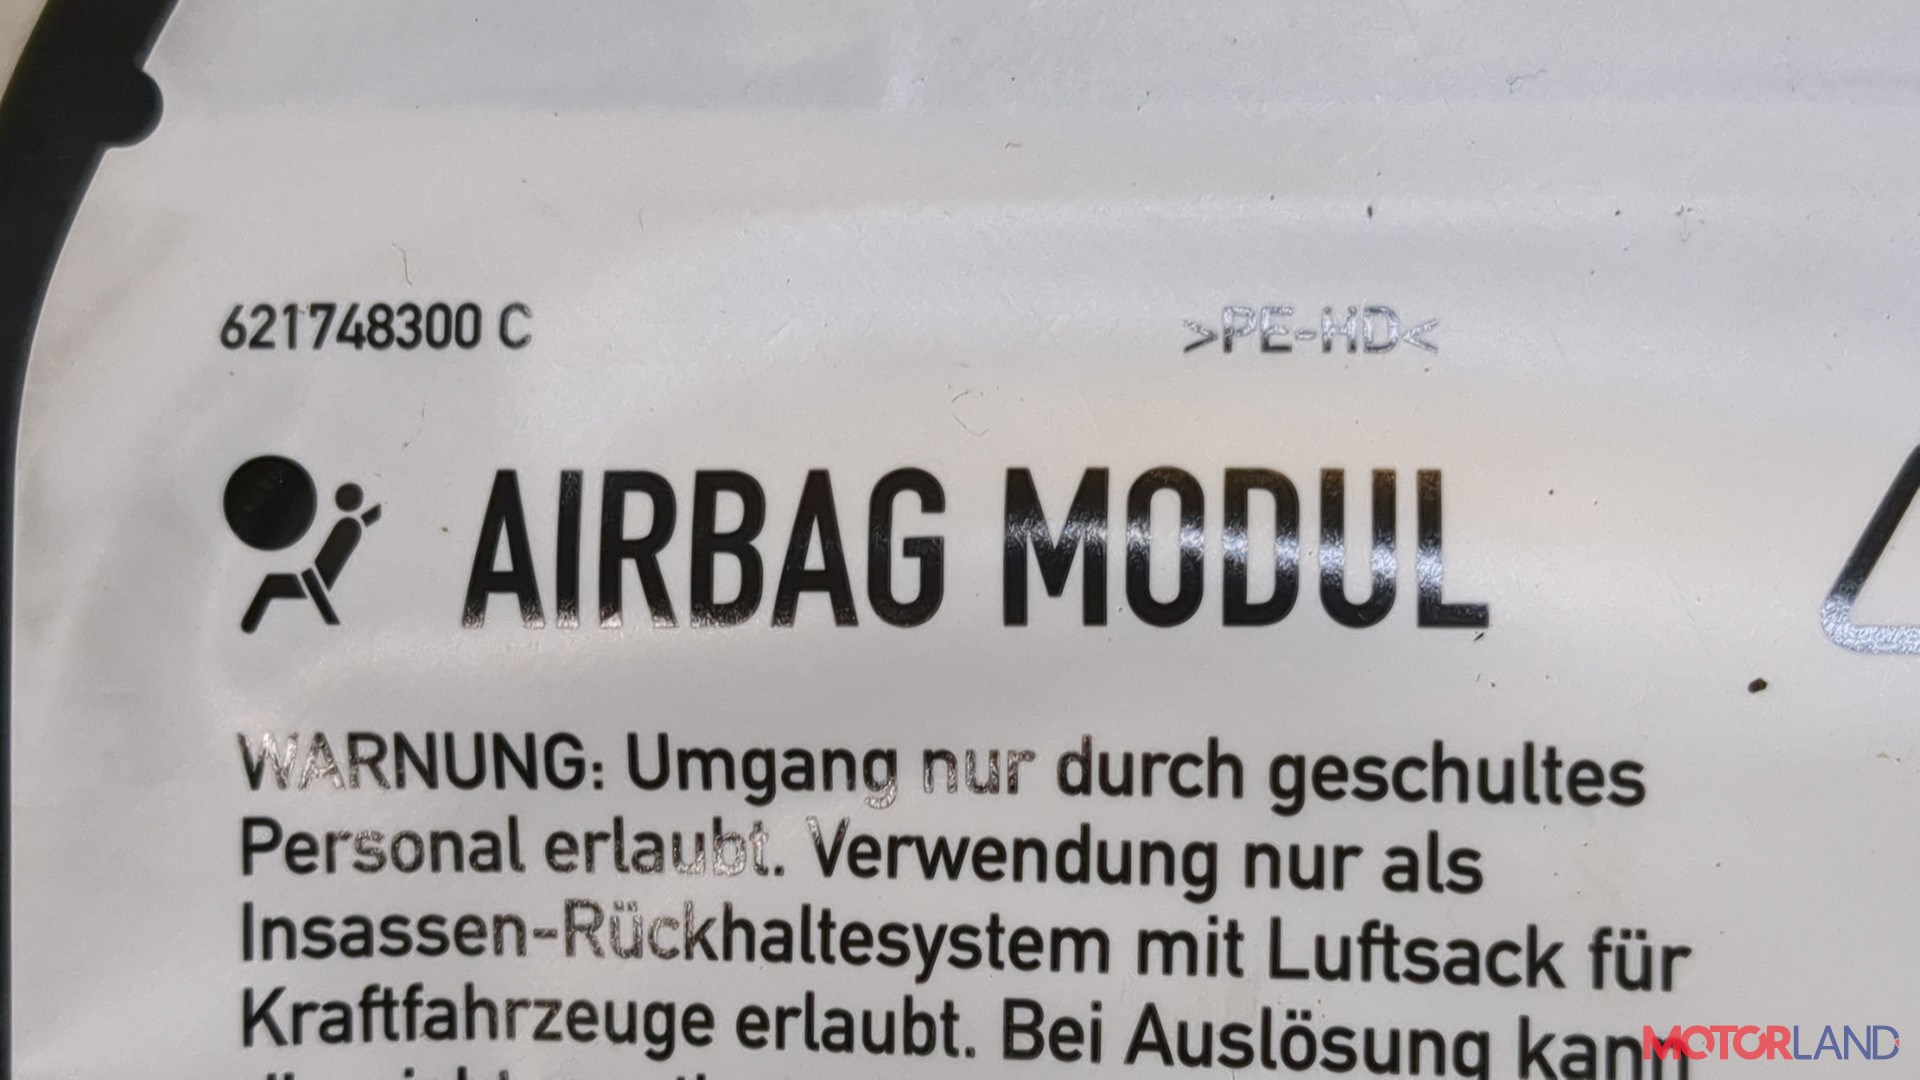 621748300 C >PE-HD<
AIRBAG MODUL
WARNUNG: Umgang nur durch geschultes
Personal erlaubt. Verwendung nur als
Insassen-Rückhaltesystem mit Luftsack für
Kraftfahrzeuge erlaubt. Bei Auslösung kann
MOTORLAND